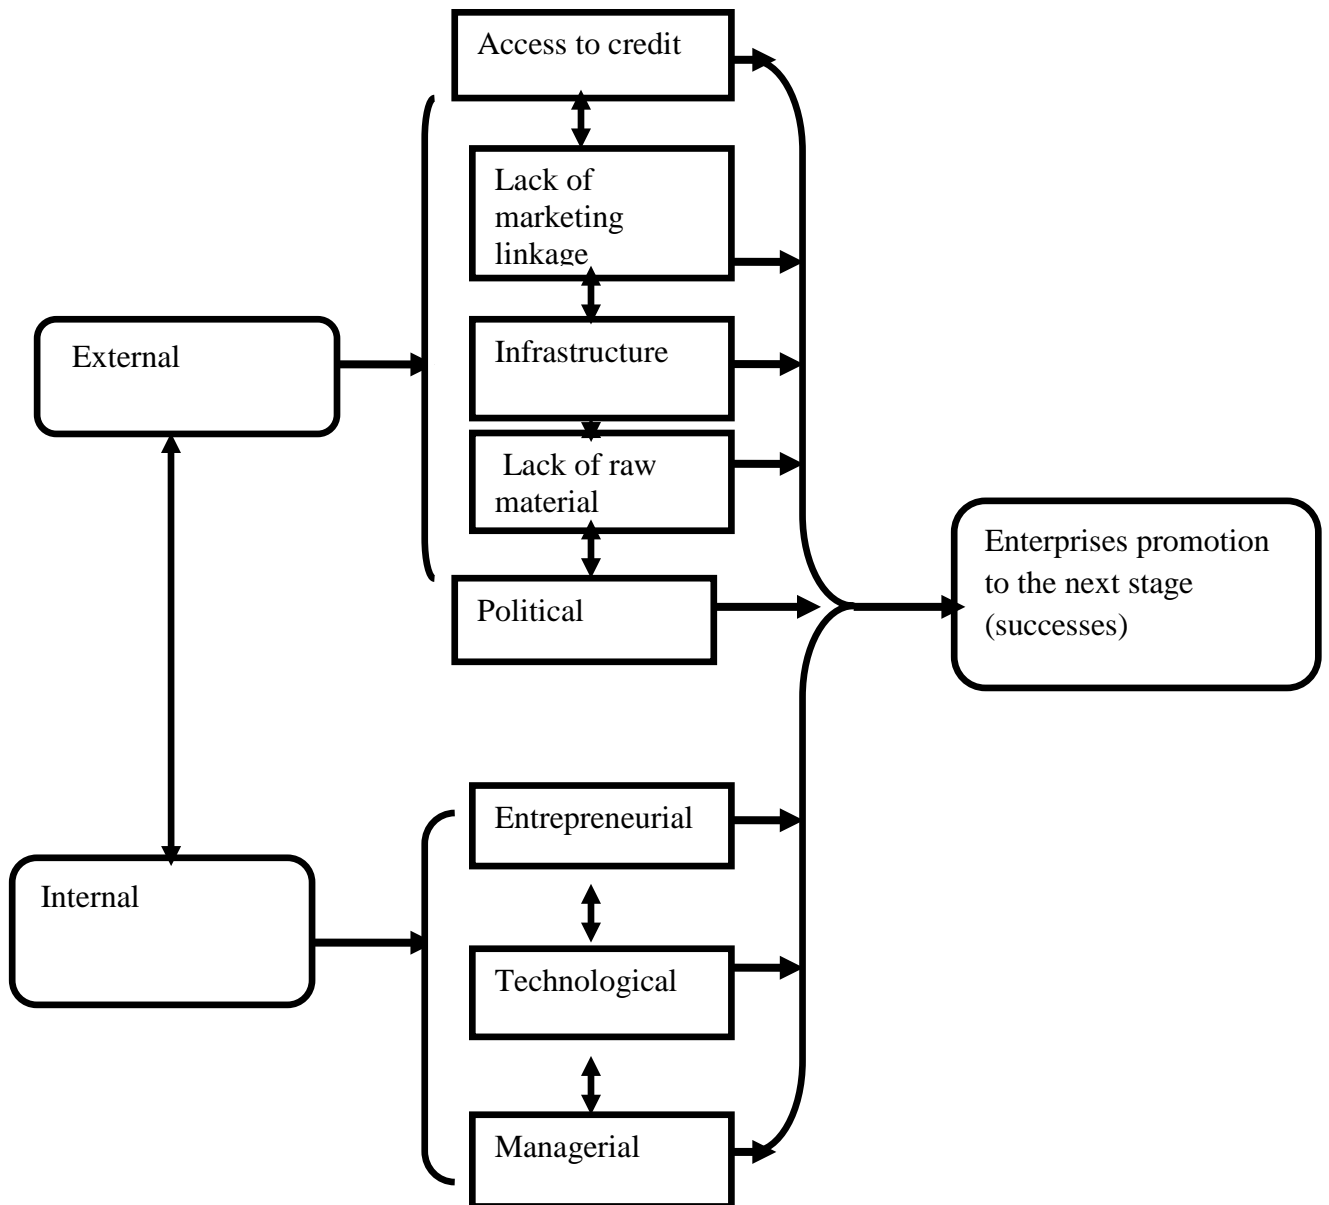 Access to credit
Lack of
marketing
linkage
External
Infrastructure
Lack of raw
material
Political
Enterprises promotion
to the next stage
(successes)
Entrepreneurial
Internal
Technological
Managerial